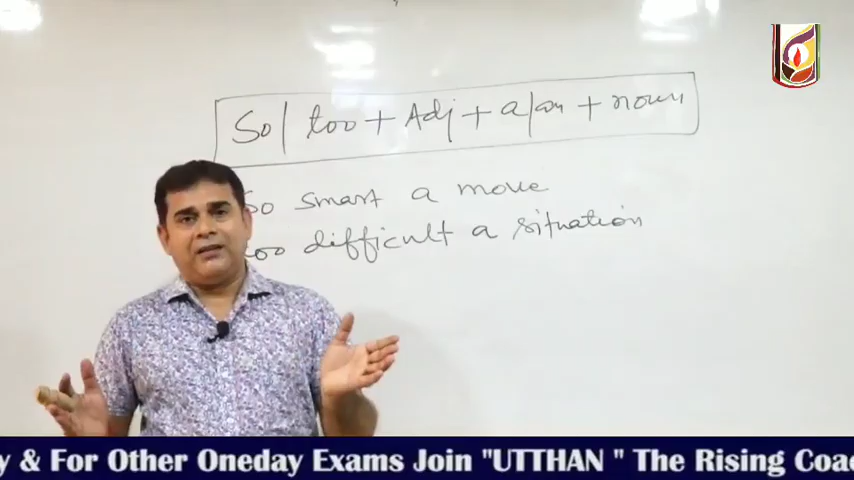 So | too + Adj + a/an + noun
So smart a move
too difficult a situation
y & For Other Oneday Exams Join "UTTHAN " The Rising Coa